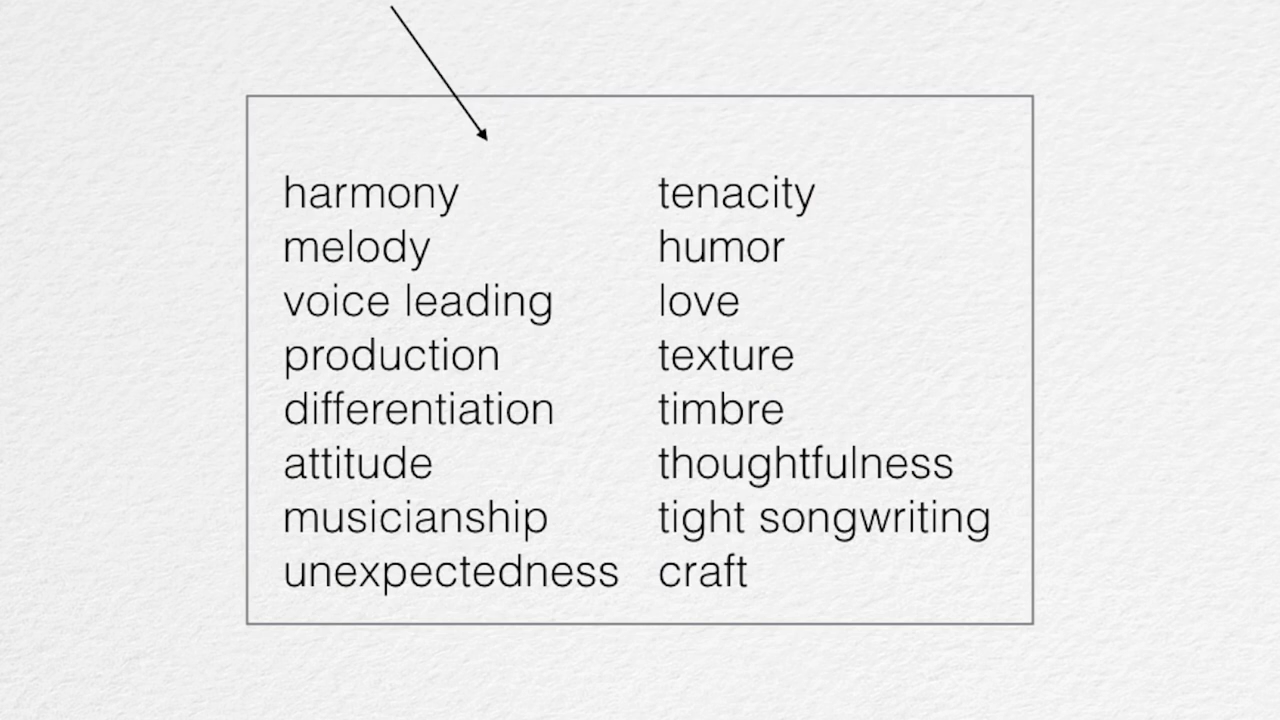 harmony
melody
voice leading
production
differentiation
attitude
musicianship
unexpectedness
tenacity
humor
love
texture
timbre
thoughtfulness
tight songwriting
craft